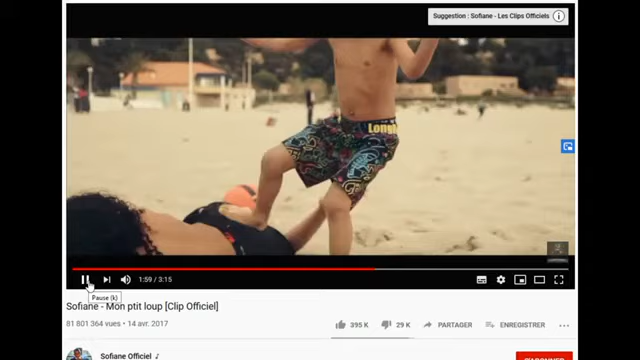 Suggestion : Sofiane - Les Clips Officiels
1:59 / 3:15
Pause (k)
Sofiane - Mon ptit loup [Clip Officiel]
81 801 364 vues • 14 avr. 2017
395 K
29 K
PARTAGER
ENREGISTRER
Sofiane Officiel
S'ABONNER